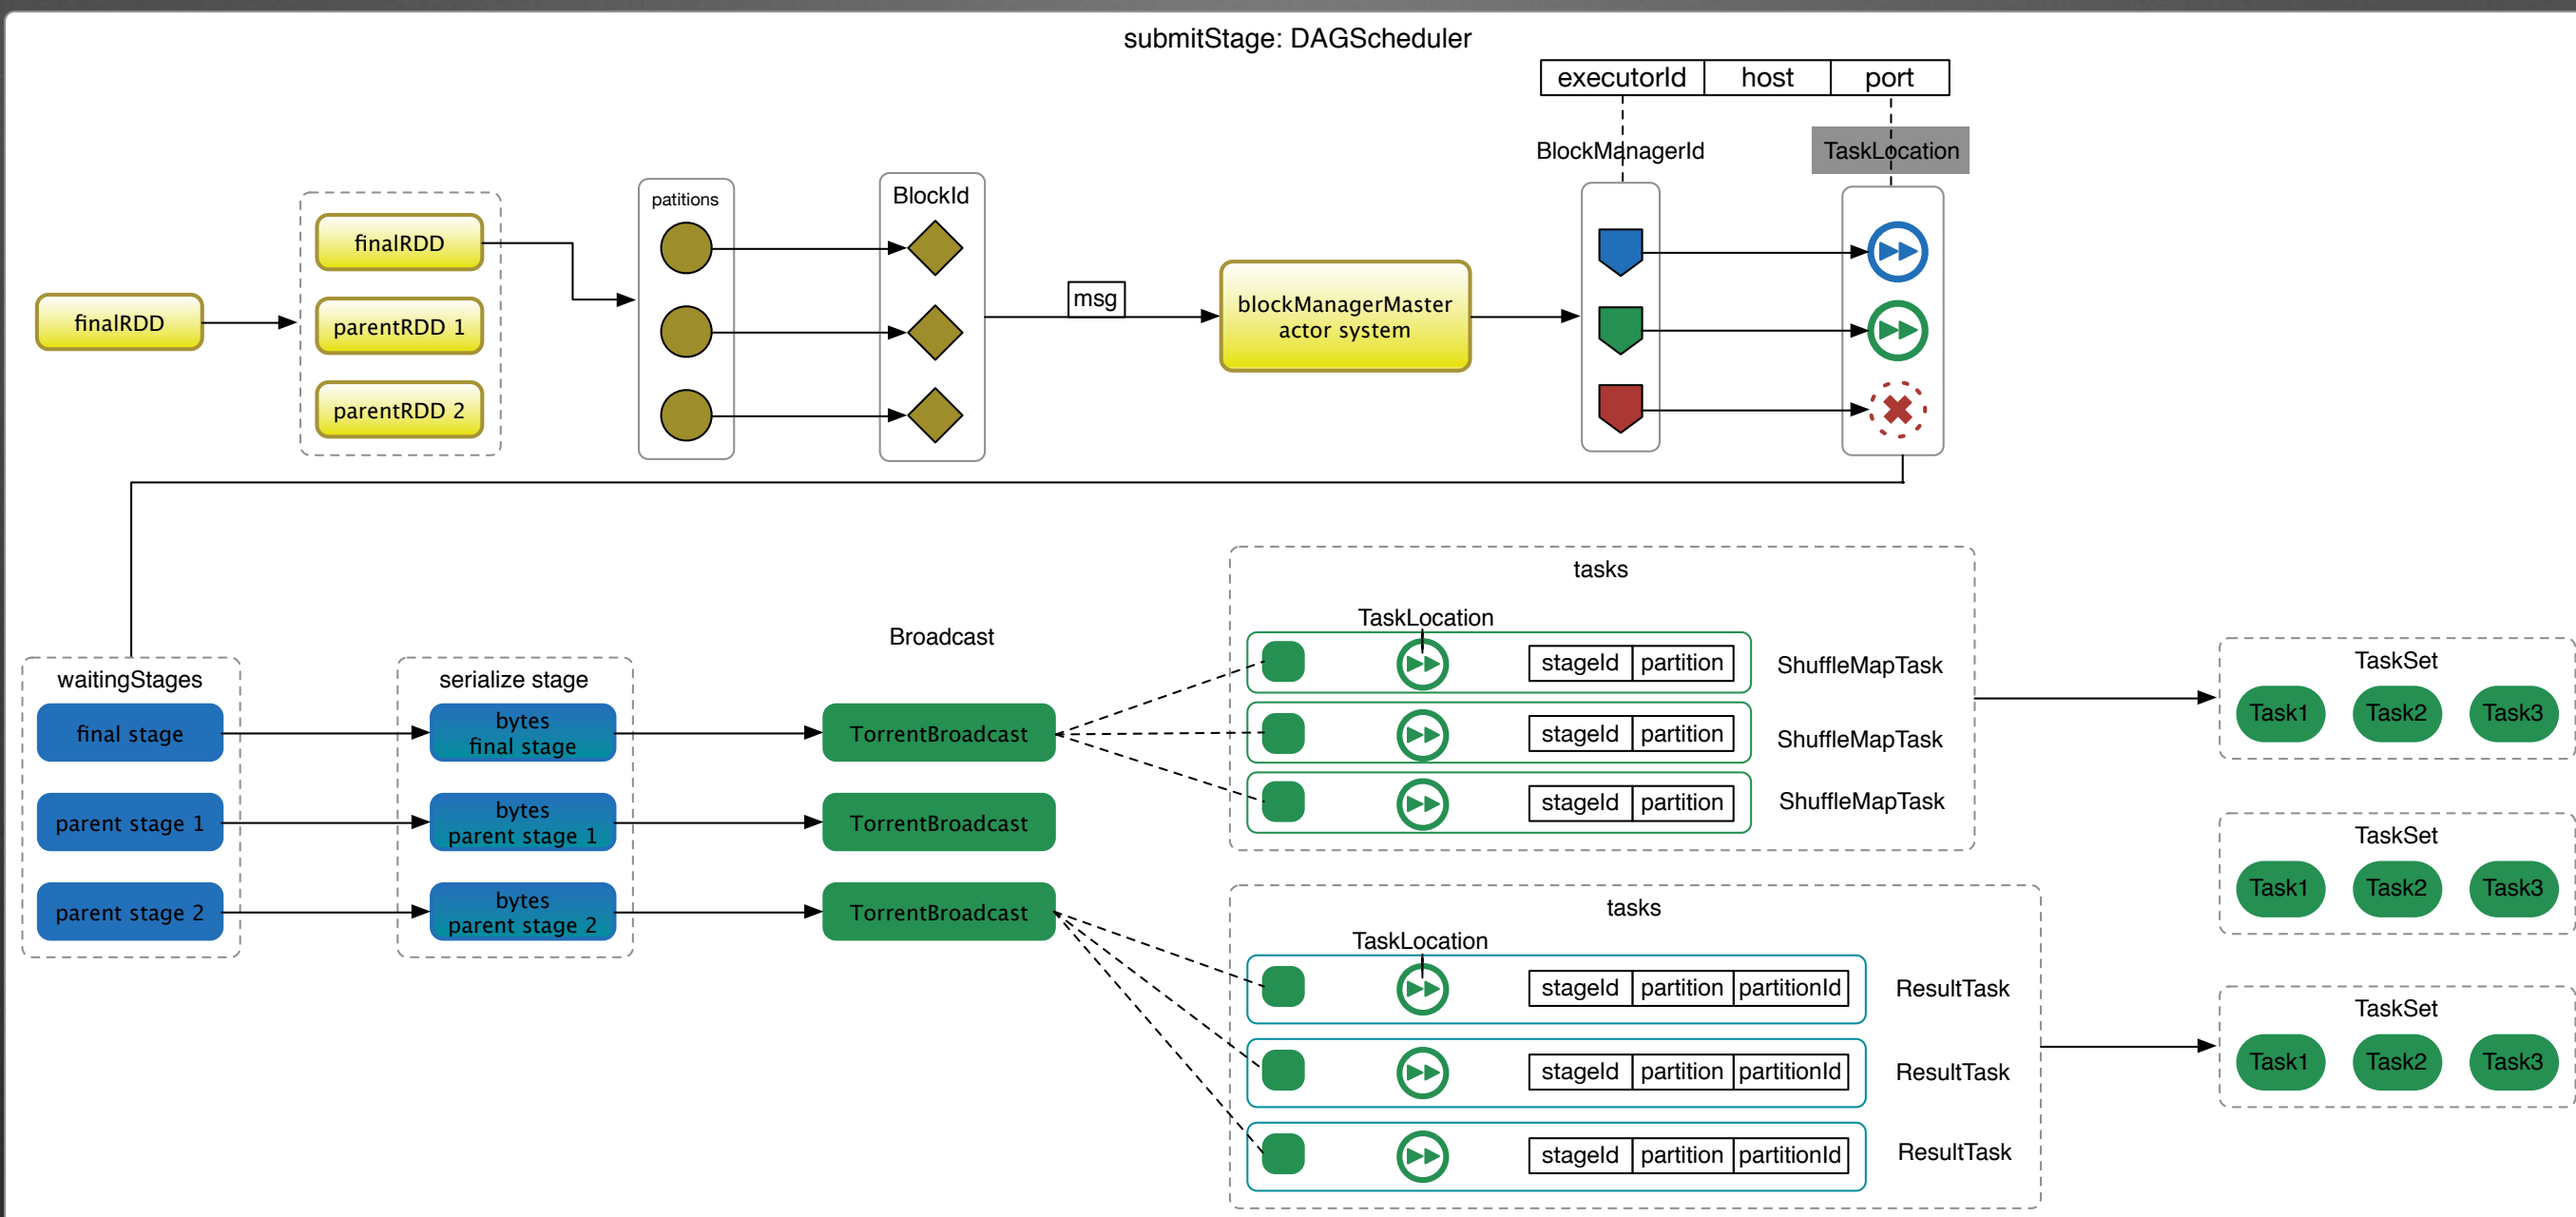 submitStage: DAGScheduler
executorId host port
BlockManagerId TaskLocation
finalRDD
finalRDD
parentRDD 1
parentRDD 2
patitions
BlockId
msg
blockManagerMaster
actor system
waitingStages
final stage
parent stage 1
parent stage 2
serialize stage
bytes
final stage
bytes
parent stage 1
bytes
parent stage 2
Broadcast
TorrentBroadcast
TorrentBroadcast
TorrentBroadcast
tasks
TaskLocation
stageId partition ShuffleMapTask
stageId partition ShuffleMapTask
stageId partition ShuffleMapTask
tasks
TaskLocation
stageId partition partitionId ResultTask
stageId partition partitionId ResultTask
stageId partition partitionId ResultTask
TaskSet
Task1 Task2 Task3
TaskSet
Task1 Task2 Task3
TaskSet
Task1 Task2 Task3